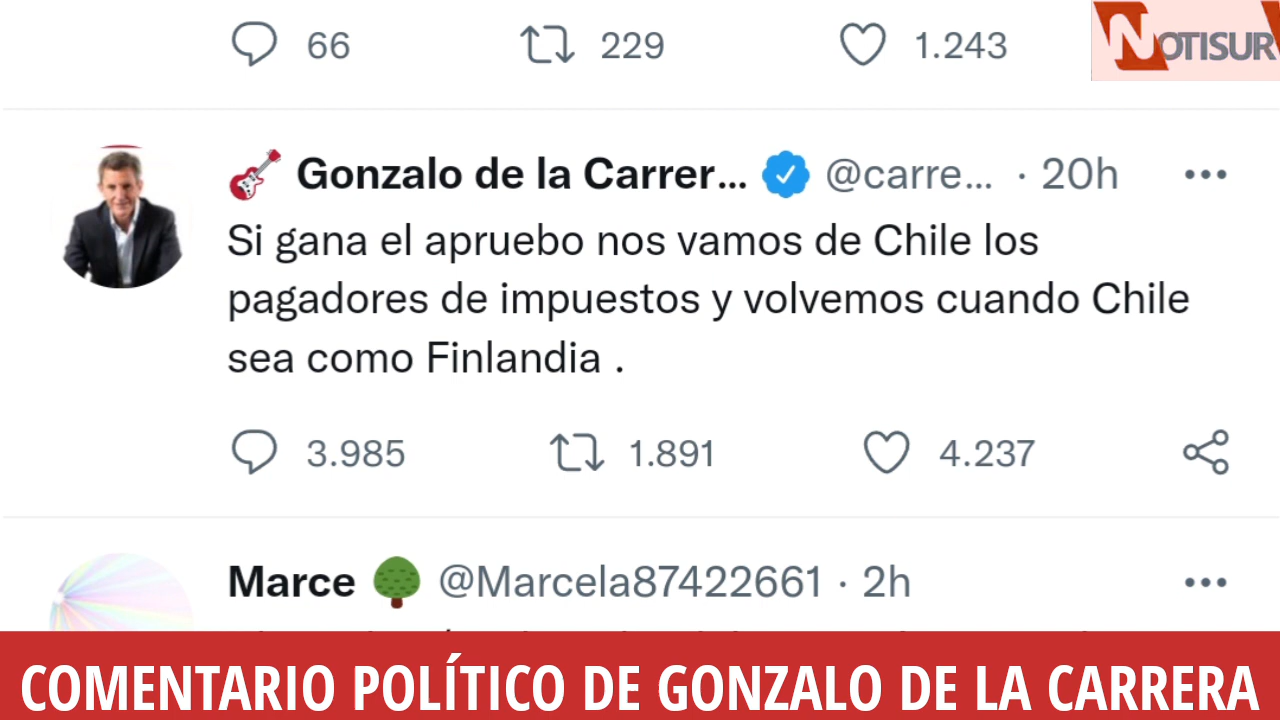 66 229 1.243
NOTISUR
Gonzalo de la Carrer... @carre... · 20h
Si gana el apruebo nos vamos de Chile los
pagadores de impuestos y volvemos cuando Chile
sea como Finlandia .
3.985 1.891 4.237
Marce @Marcela87422661 · 2h
COMENTARIO POLÍTICO DE GONZALO DE LA CARRERA